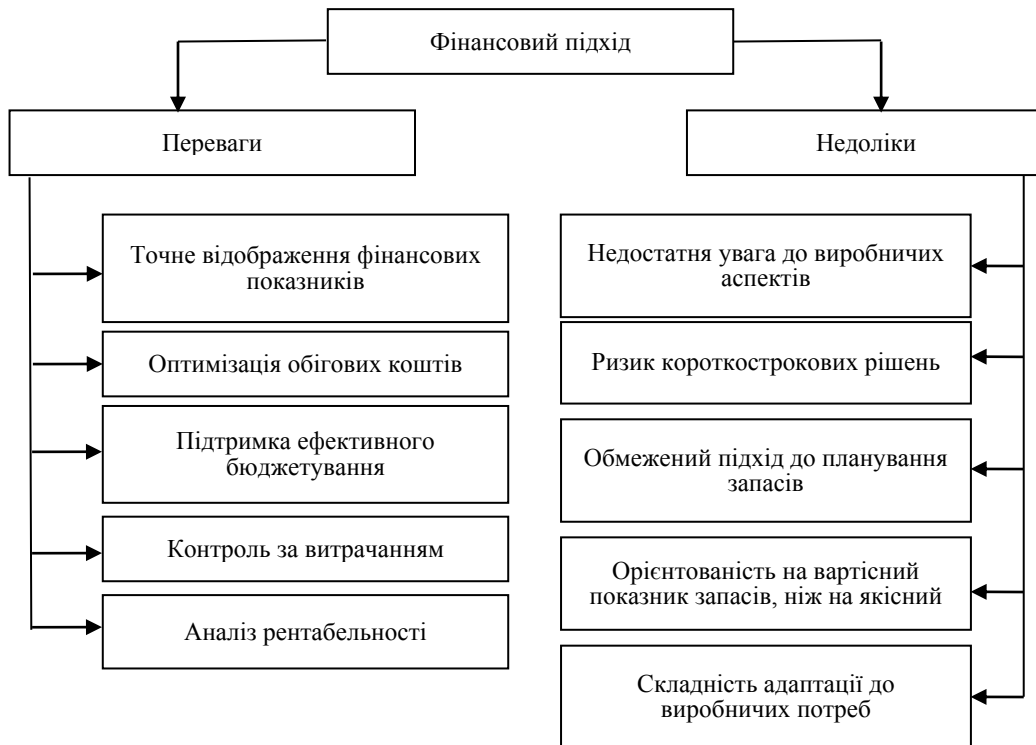 Фінансовий підхід
Переваги
Недоліки
Точне відображення фінансових
показників
Оптимізація обігових коштів
Підтримка ефективного
бюджетування
Контроль за витрачанням
Аналіз рентабельності
Недостатня увага до виробничих
аспектів
Ризик короткострокових рішень
Обмежений підхід до планування
запасів
Орієнтованість на вартісний
показник запасів, ніж на якісний
Складність адаптації до
виробничих потреб